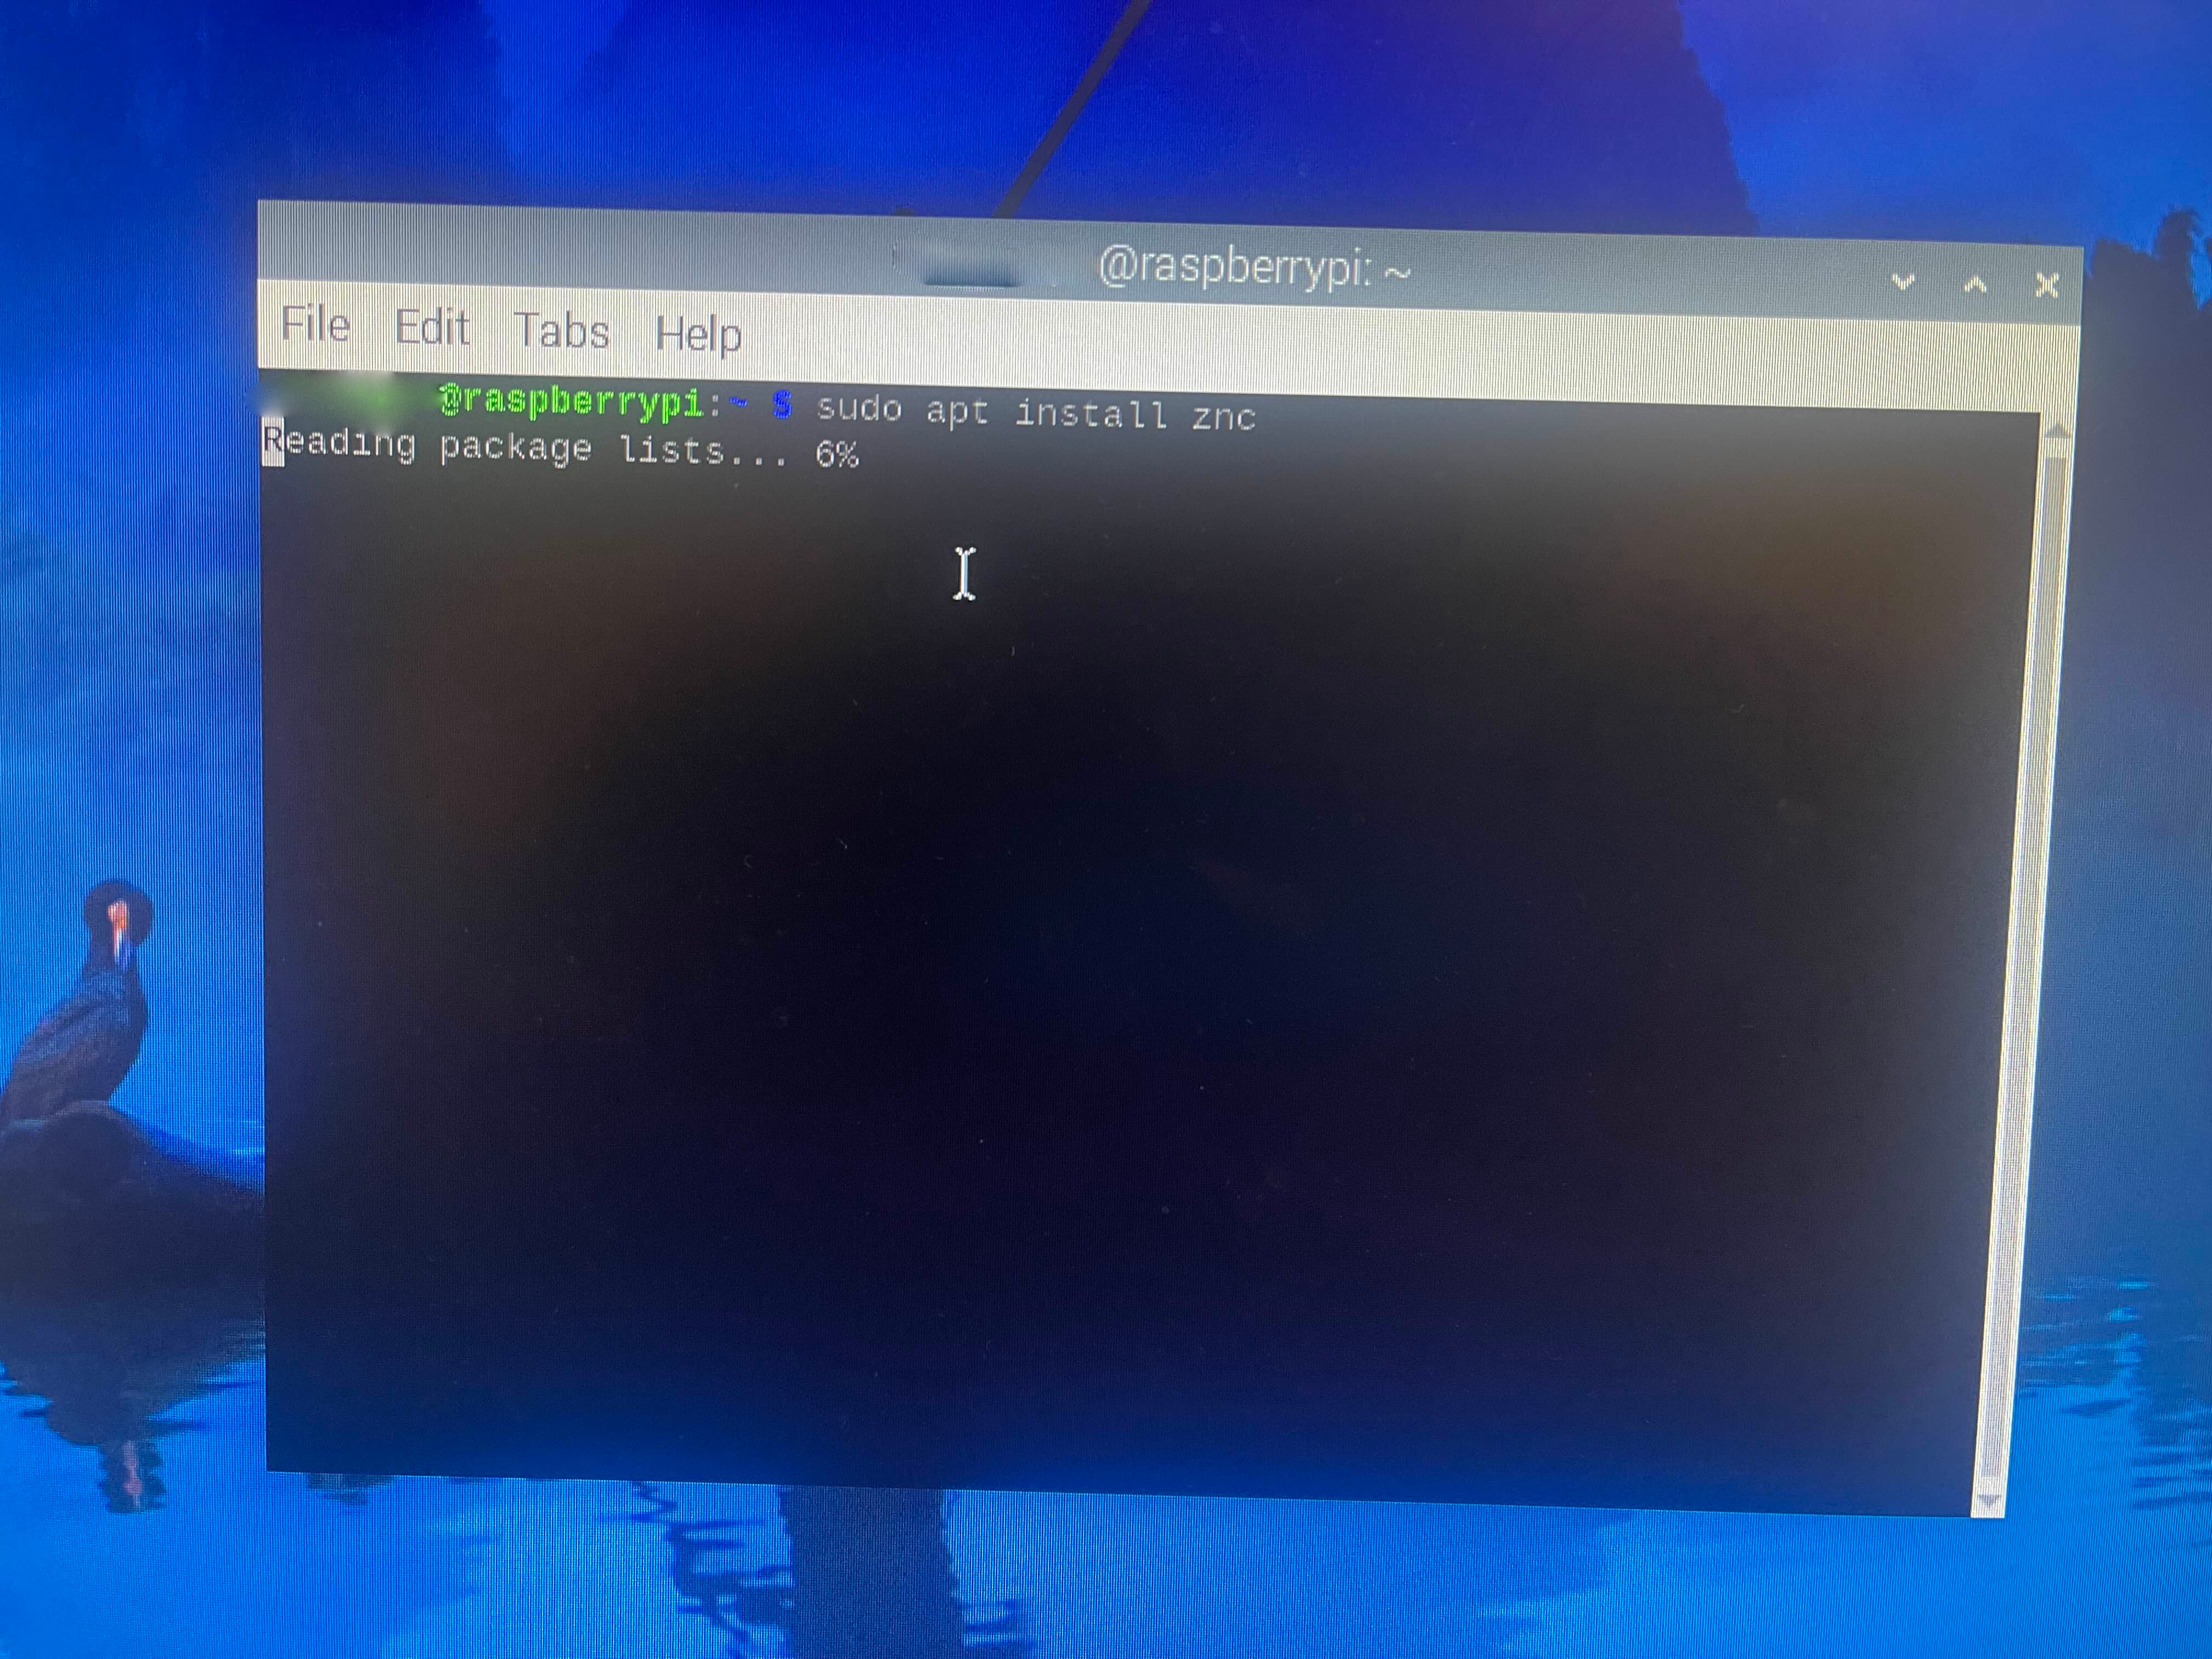 @raspberrypi: ~
File Edit Tabs Help
@raspberrypi:~ $ sudo apt install znc
Reading package lists... 6%